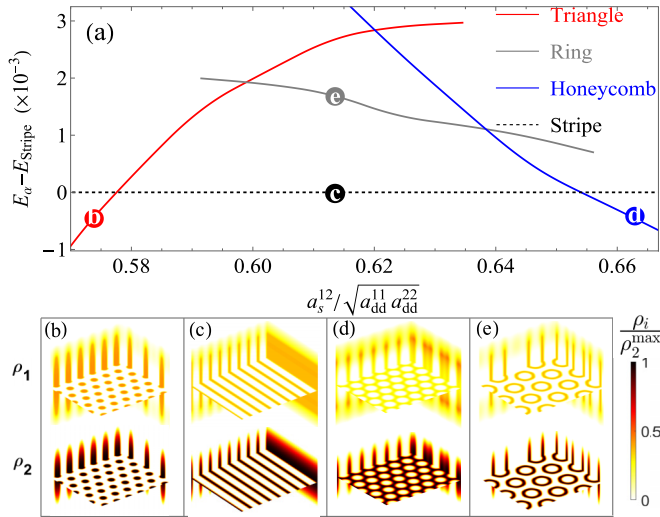 (a)
Triangle
Ring
Honeycomb
Stripe
E_α−E_Stripe (×10⁻³)
3
2
1
0
−1
b
e
c
d
0.58
0.60
0.62
0.64
0.66
a_s^{12}/√(a_dd^{11} a_dd^{22})
(b)
(c)
(d)
(e)
ρ₁
ρ₂
ρ_i/ρ₂^max
1
0.5
0